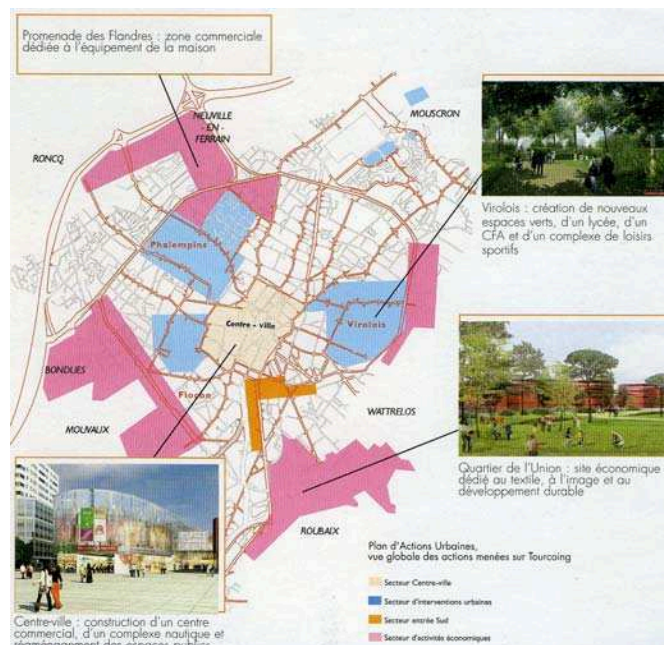 Promenade des Flandres : zone commerciale
dédiée à l'équipement de la maison
NEUVILLE
- EN -
FERRAIN
MOUSCRON
RONCQ
Phalempins
Virolois : création de nouveaux
espaces verts, d'un lycée, d'un
CFA et d'un complexe de loisirs
sportifs
Centre - ville
Virolois
BONDUES
Flocon
MOUVAUX
WATTRELOS
Quartier de l'Union : site économique
dédié au textile, à l'image et au
développement durable
ROUBAIX
Plan d'Actions Urbaines,
vue globale des actions menées sur Tourcoing
Secteur Centre-ville
Secteur d'interventions urbaines
Secteur entrée Sud
Secteur d'activités économiques
Centre-ville : construction d'un centre
commercial, d'un complexe nautique et
réaménagement des espaces publics